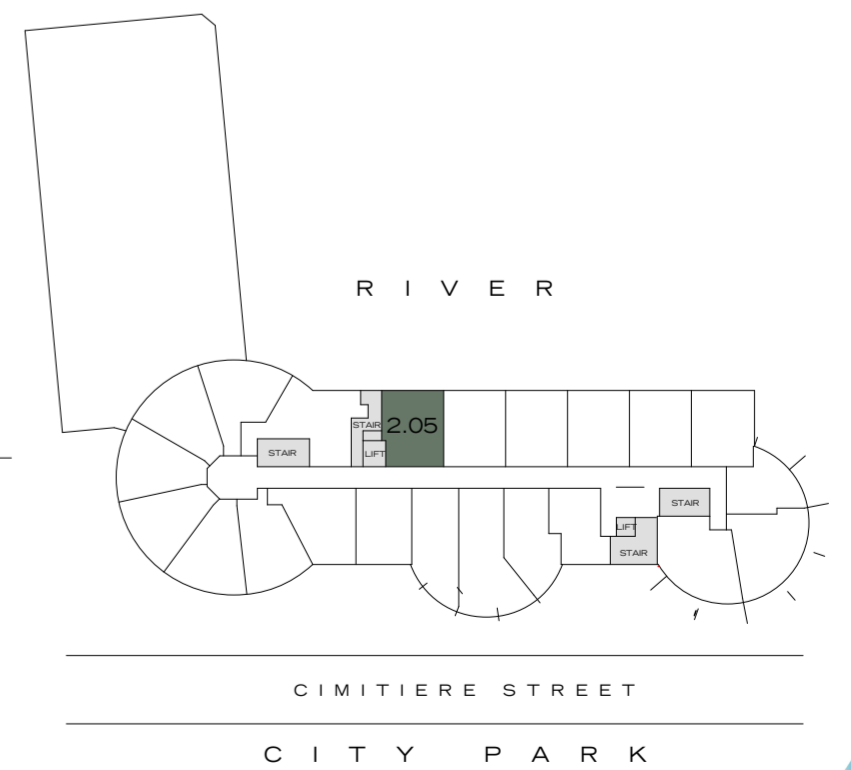 RIVER
STAIR
2.05
STAIR
LIFT
STAIR
LIFT
STAIR
CIMITIERE STREET
CITY PARK